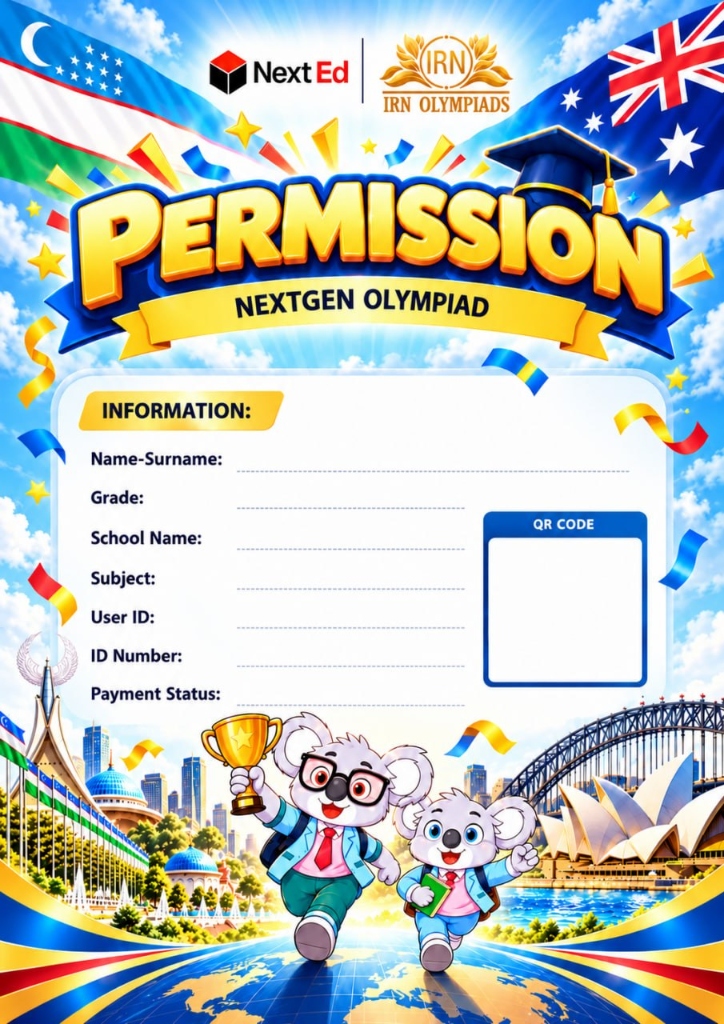 Next Ed
IRN
IRN OLYMPIADS
PERMISSION
NEXTGEN OLYMPIAD
INFORMATION:
Name-Surname:
Grade:
School Name:
QR CODE
Subject:
User ID:
ID Number:
Payment Status: